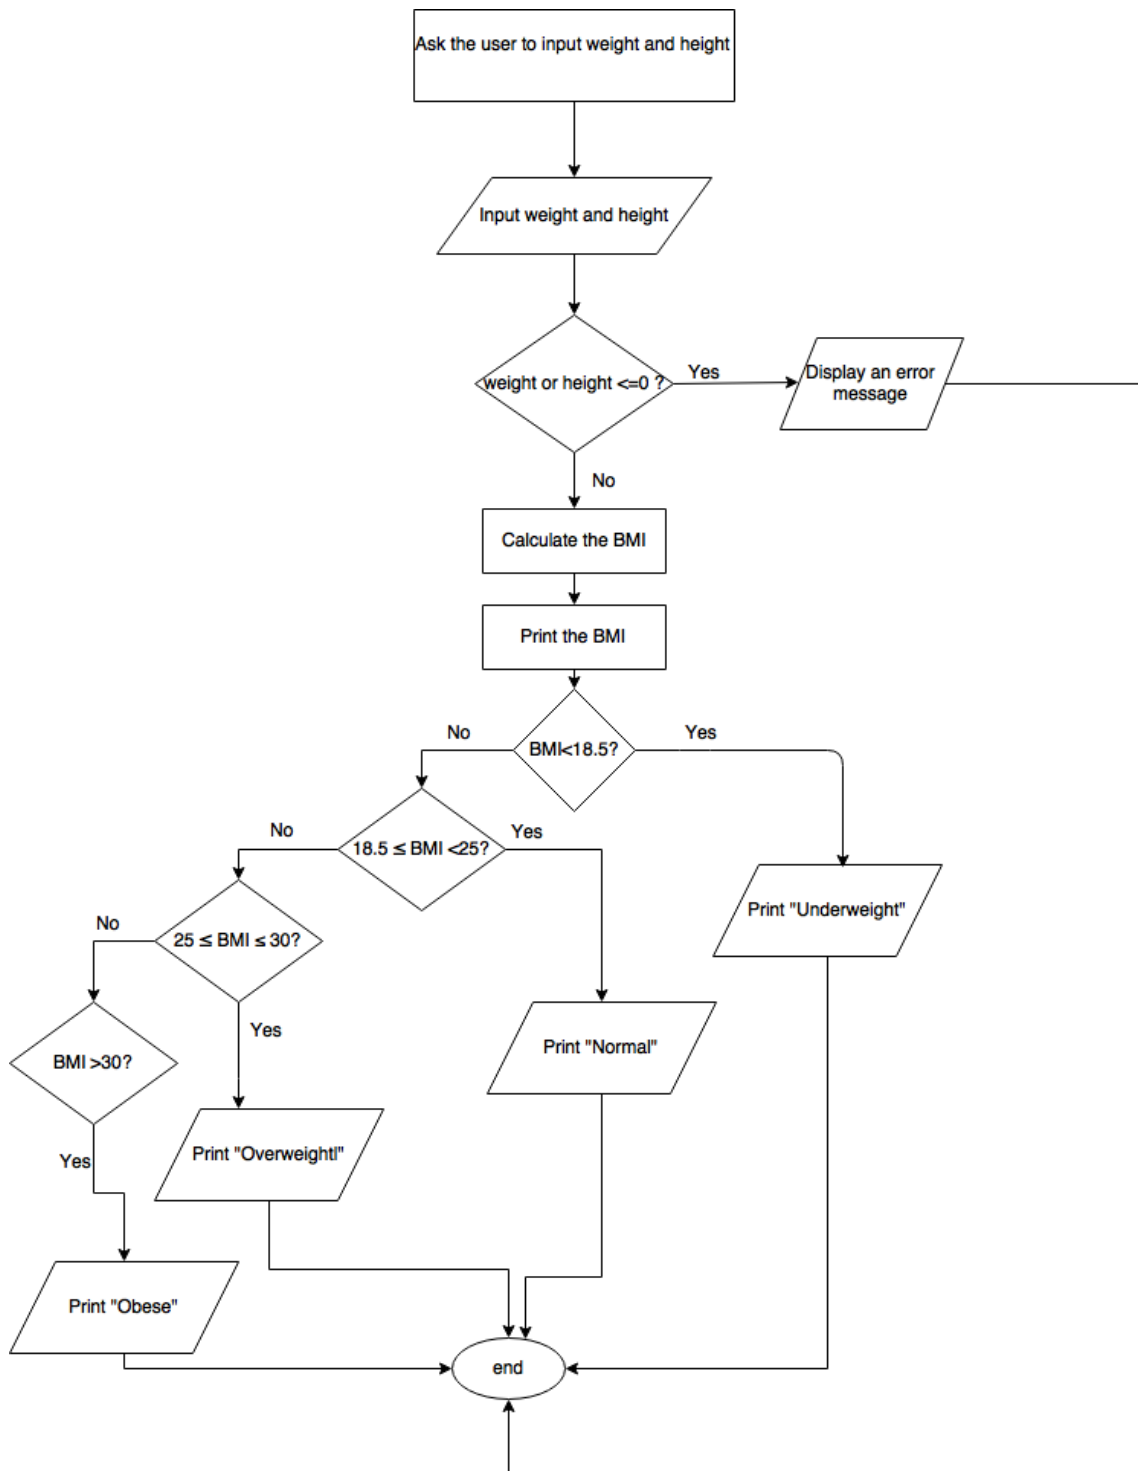 Ask the user to input weight and height
Input weight and height
weight or height <=0 ?
Yes
Display an error
message
No
Calculate the BMI
Print the BMI
BMI<18.5?
No
Yes
18.5 ≤ BMI <25?
No
Yes
Print "Underweight"
25 ≤ BMI ≤ 30?
No
Yes
Print "Normal"
BMI >30?
Yes
Print "Overweightl"
Print "Obese"
end